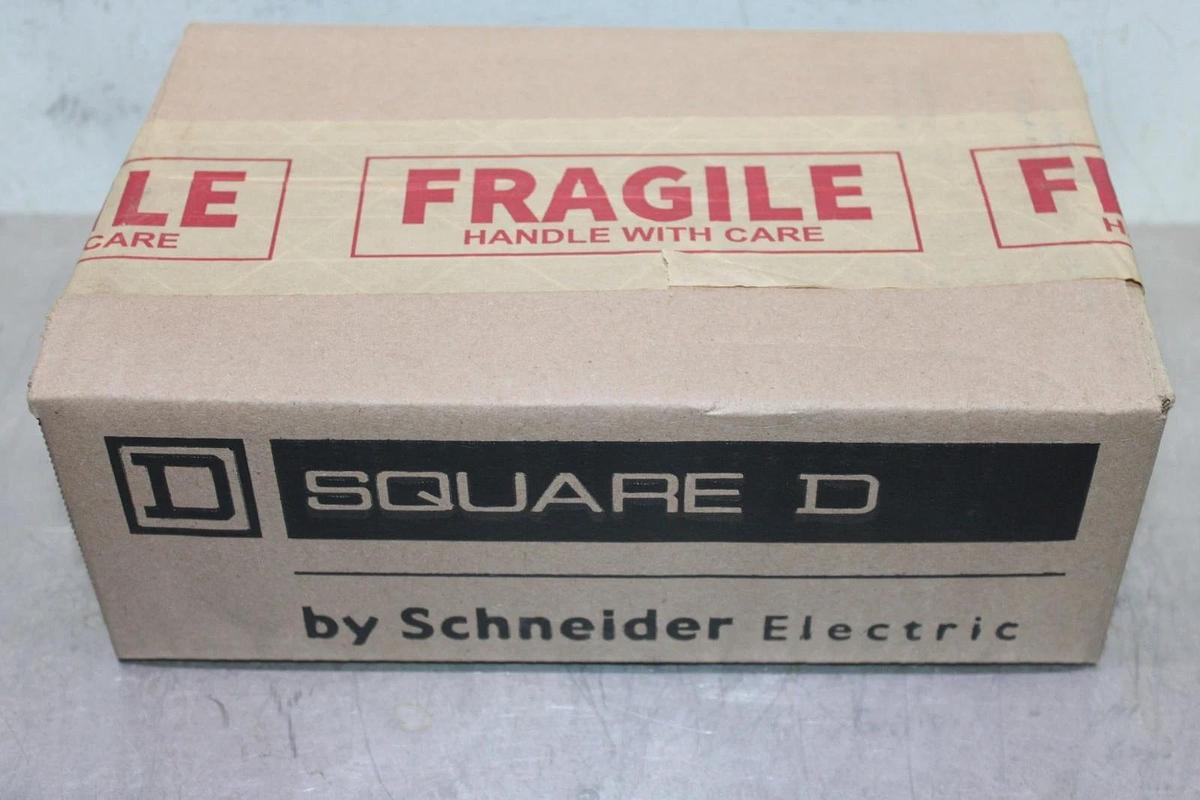 LE
CARE
FRAGILE
HANDLE WITH CARE
F
H
D
SQUARE D
by Schneider Electric